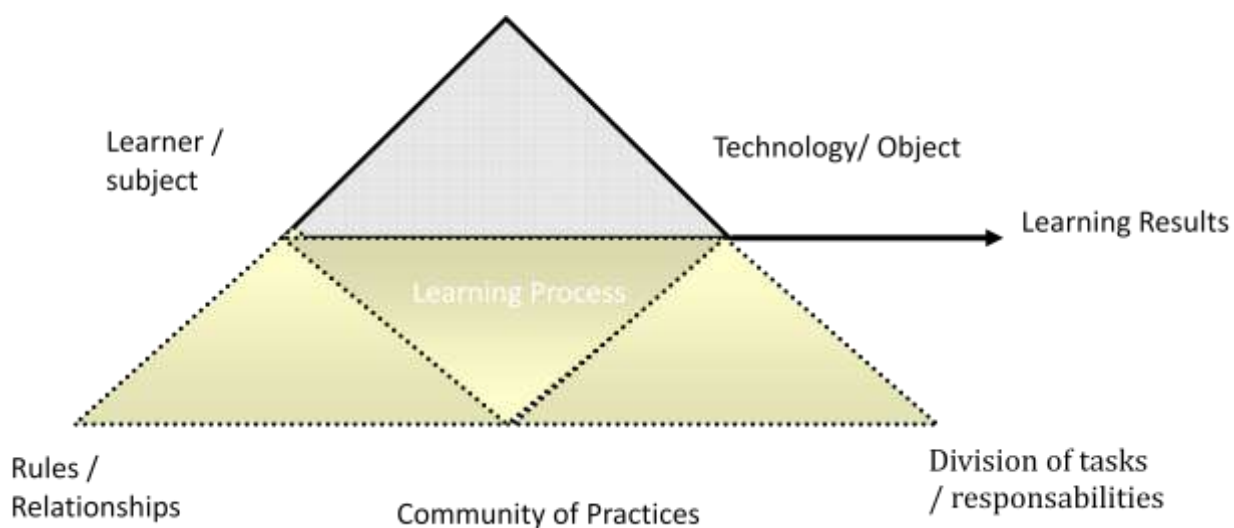 Learner /
subject
Technology/ Object
Learning Results
Learning Process
Rules /
Relationships
Community of Practices
Division of tasks
/ responsabilities